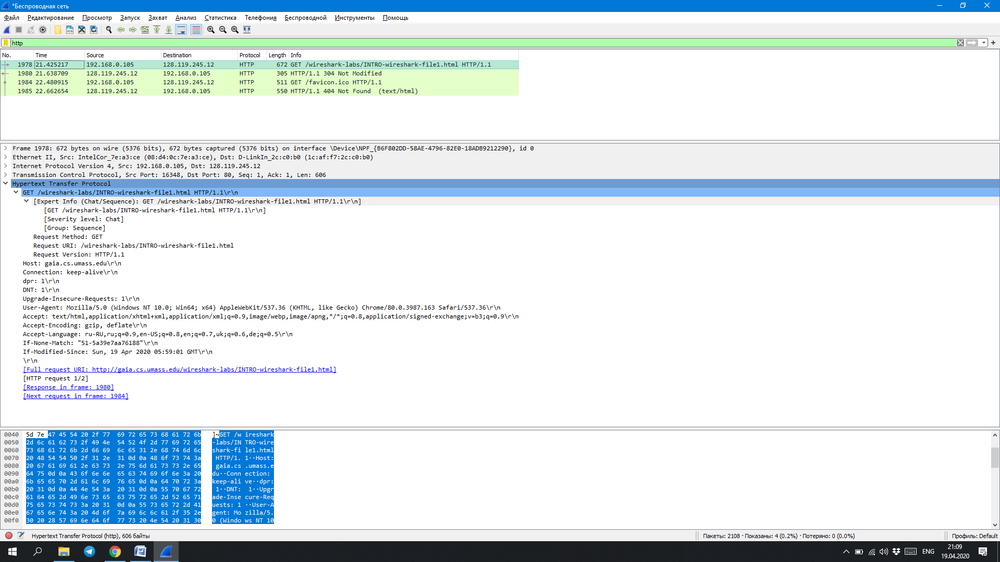 *Беспроводная сеть
Файл Редактирование Просмотр Запуск Захват Анализ Статистика Телефония Беспроводной Инструменты Помощь
http
No. Time Source Destination Protocol Length Info
1978 21.425217 192.168.0.105 128.119.245.12 HTTP 672 GET /wireshark-labs/INTRO-wireshark-file1.html HTTP/1.1
1980 21.638709 128.119.245.12 192.168.0.105 HTTP 305 HTTP/1.1 304 Not Modified
1984 22.480915 192.168.0.105 128.119.245.12 HTTP 511 GET /favicon.ico HTTP/1.1
1985 22.662654 128.119.245.12 192.168.0.105 HTTP 550 HTTP/1.1 404 Not Found (text/html)
Frame 1978: 672 bytes on wire (5376 bits), 672 bytes captured (5376 bits) on interface \Device\NPF_{B6F802DD-58AE-4796-82E0-18ADB9212290}, id 0
Ethernet II, Src: IntelCor_7e:a3:ce (08:d4:0c:7e:a3:ce), Dst: D-LinkIn_2c:c0:b0 (1c:af:f7:2c:c0:b0)
Internet Protocol Version 4, Src: 192.168.0.105, Dst: 128.119.245.12
Transmission Control Protocol, Src Port: 16348, Dst Port: 80, Seq: 1, Ack: 1, Len: 606
Hypertext Transfer Protocol
GET /wireshark-labs/INTRO-wireshark-file1.html HTTP/1.1\r\n
[Expert Info (Chat/Sequence): GET /wireshark-labs/INTRO-wireshark-file1.html HTTP/1.1\r\n]
[GET /wireshark-labs/INTRO-wireshark-file1.html HTTP/1.1\r\n]
[Severity level: Chat]
[Group: Sequence]
Request Method: GET
Request URI: /wireshark-labs/INTRO-wireshark-file1.html
Request Version: HTTP/1.1
Host: gaia.cs.umass.edu\r\n
Connection: keep-alive\r\n
dpr: 1\r\n
DNT: 1\r\n
Upgrade-Insecure-Requests: 1\r\n
User-Agent: Mozilla/5.0 (Windows NT 10.0; Win64; x64) AppleWebKit/537.36 (KHTML, like Gecko) Chrome/80.0.3987.163 Safari/537.36\r\n
Accept: text/html,application/xhtml+xml,application/xml;q=0.9,image/webp,image/apng,*/*;q=0.8,application/signed-exchange;v=b3;q=0.9\r\n
Accept-Encoding: gzip, deflate\r\n
Accept-Language: ru-RU,ru;q=0.9,en-US;q=0.8,en;q=0.7,uk;q=0.6,de;q=0.5\r\n
If-None-Match: "51-5a39e7aa76188"\r\n
If-Modified-Since: Sun, 19 Apr 2020 05:59:01 GMT\r\n
\r\n
[Full request URI: http://gaia.cs.umass.edu/wireshark-labs/INTRO-wireshark-file1.html]
[HTTP request 1/2]
[Response in frame: 1980]
[Next request in frame: 1984]
0040 5d 7e 47 45 54 20 2f 77 69 72 65 73 68 61 72 6b ]~GET /w ireshark
0050 2d 6c 61 62 73 2f 49 4e 54 52 4f 2d 77 69 72 65 -labs/IN TRO-wire
0060 73 68 61 72 6b 2d 66 69 6c 65 31 2e 68 74 6d 6c shark-fi le1.html
0070 20 48 54 54 50 2f 31 2e 31 0d 0a 48 6f 73 74 3a HTTP/1. 1··Host:
0080 20 67 61 69 61 2e 63 73 2e 75 6d 61 73 73 2e 65 gaia.cs .umass.e
0090 64 75 0d 0a 43 6f 6e 6e 65 63 74 69 6f 6e 3a 20 du··Conn ection:
00a0 6b 65 65 70 2d 61 6c 69 76 65 0d 0a 64 70 72 3a keep-ali ve··dpr:
00b0 20 31 0d 0a 44 4e 54 3a 20 31 0d 0a 55 70 67 72 1··DNT: 1··Upgr
00c0 61 64 65 2d 49 6e 73 65 63 75 72 65 2d 52 65 71 ade-Inse cure-Req
00d0 75 65 73 74 73 3a 20 31 0d 0a 55 73 65 72 2d 41 uests: 1 ··User-A
00e0 67 65 6e 74 3a 20 4d 6f 7a 69 6c 6c 61 2f 35 2e gent: Mo zilla/5.
00f0 30 20 28 57 69 6e 64 6f 77 73 20 4e 54 20 31 30 0 (Windo ws NT 10
Hypertext Transfer Protocol (http), 606 байты Пакеты: 2108 · Показаны: 4 (0.2%) · Потеряно: 0 (0.0%) Профиль: Default
ENG 21:09
19.04.2020